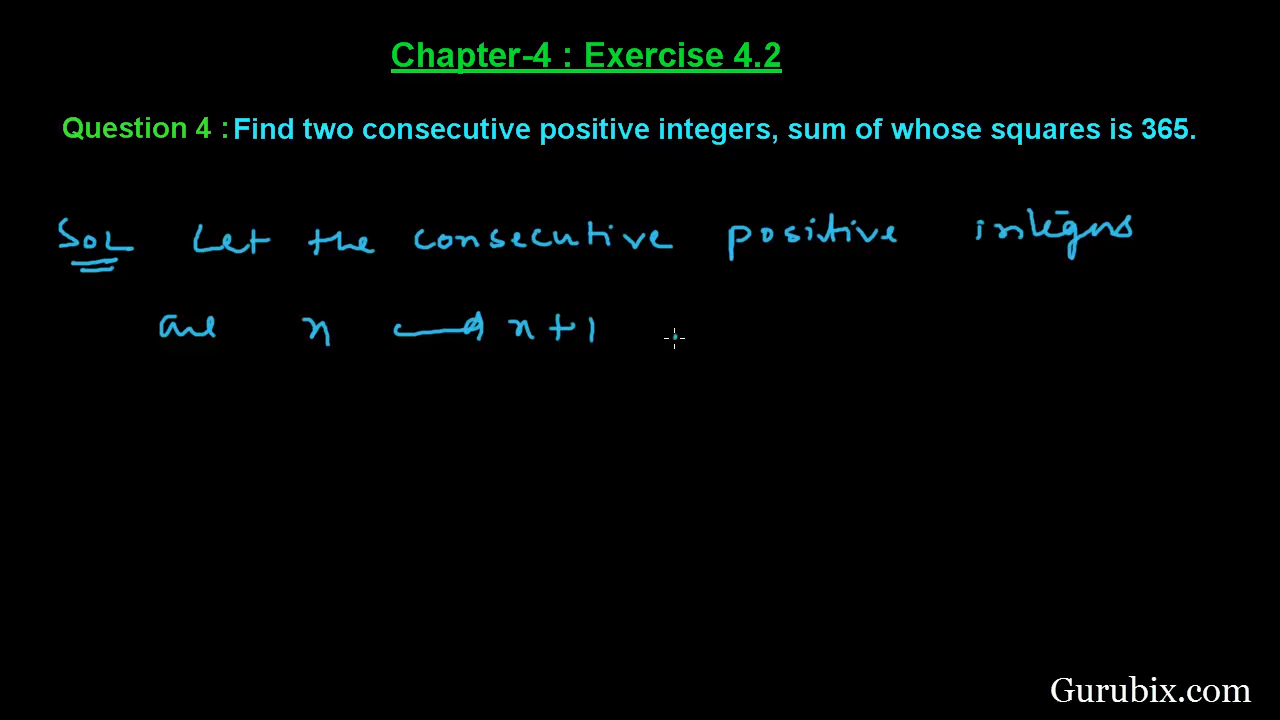 Chapter-4 : Exercise 4.2
Question 4 : Find two consecutive positive integers, sum of whose squares is 365.
SOL Let the consecutive positive integers
are x x+1
Gurubix.com